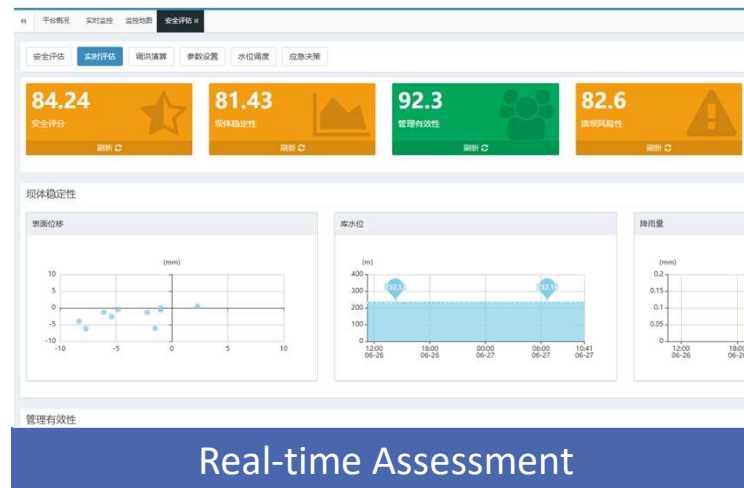 平台概况 实时监控 监控地图 安全评估 ×
安全评估 实时评估 调洪演算 参数设置 水位调度 应急决策
84.24 81.43 92.3 82.6
安全评分 坝体稳定性 管理有效性 溃坝风险性
刷新 刷新 刷新 刷新
坝体稳定性
表面位移 库水位 降雨量
(mm) (m) (mm)
10 400 0.2
5 300 0.15
0 200 0.1
-5 100 0.05
-10 0 0
-10 -5 0 5 10
12:00 18:00 00:00 06:00 10:41 12:00
06-26 06-26 06-27 06-27 06-27 06-26
管理有效性
Real-time Assessment